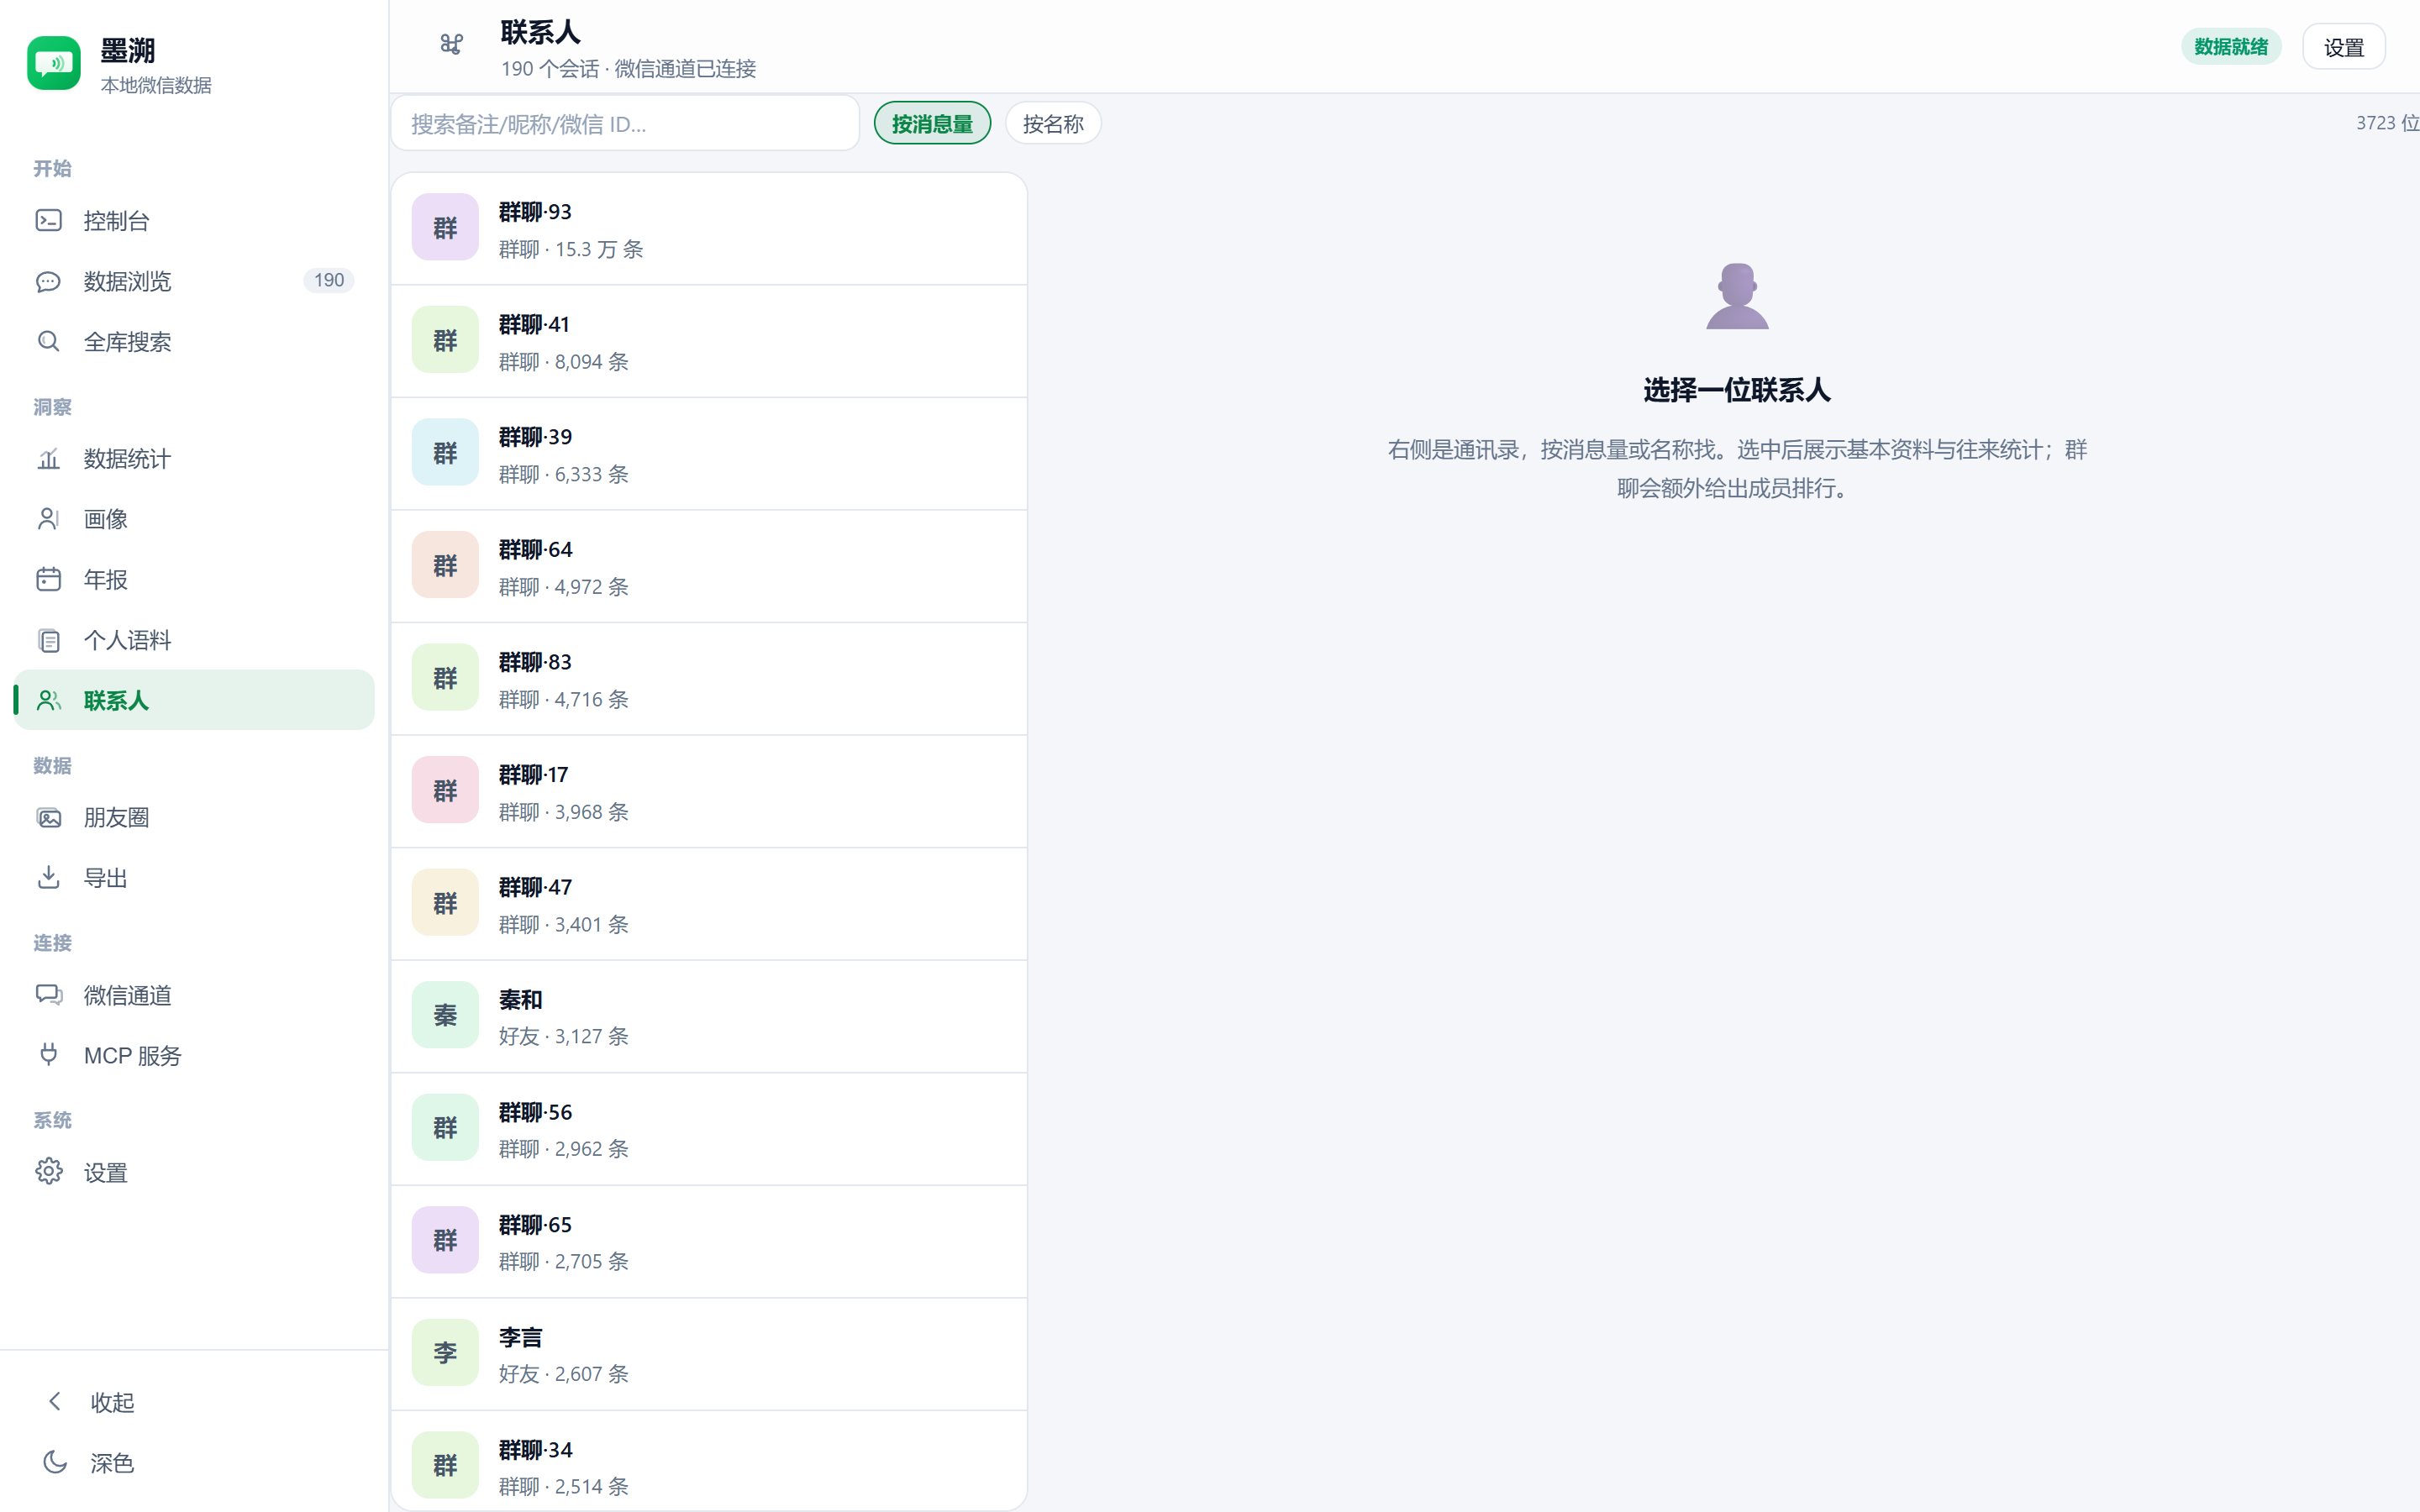 墨溯
本地微信数据
开始
控制台
数据浏览
190
全库搜索
洞察
数据统计
画像
年报
个人语料
联系人
数据
朋友圈
导出
连接
微信通道
MCP 服务
系统
设置
收起
深色
联系人
190 个会话 · 微信通道已连接
数据就绪
设置
搜索备注/昵称/微信 ID...
按消息量
按名称
3723 位
群
群聊·93
群聊 · 15.3 万 条
群
群聊·41
群聊 · 8,094 条
群
群聊·39
群聊 · 6,333 条
群
群聊·64
群聊 · 4,972 条
群
群聊·83
群聊 · 4,716 条
群
群聊·17
群聊 · 3,968 条
群
群聊·47
群聊 · 3,401 条
秦
秦和
好友 · 3,127 条
群
群聊·56
群聊 · 2,962 条
群
群聊·65
群聊 · 2,705 条
李
李言
好友 · 2,607 条
群
群聊·34
群聊 · 2,514 条
选择一位联系人
右侧是通讯录，按消息量或名称找。选中后展示基本资料与往来统计；群
聊会额外给出成员排行。